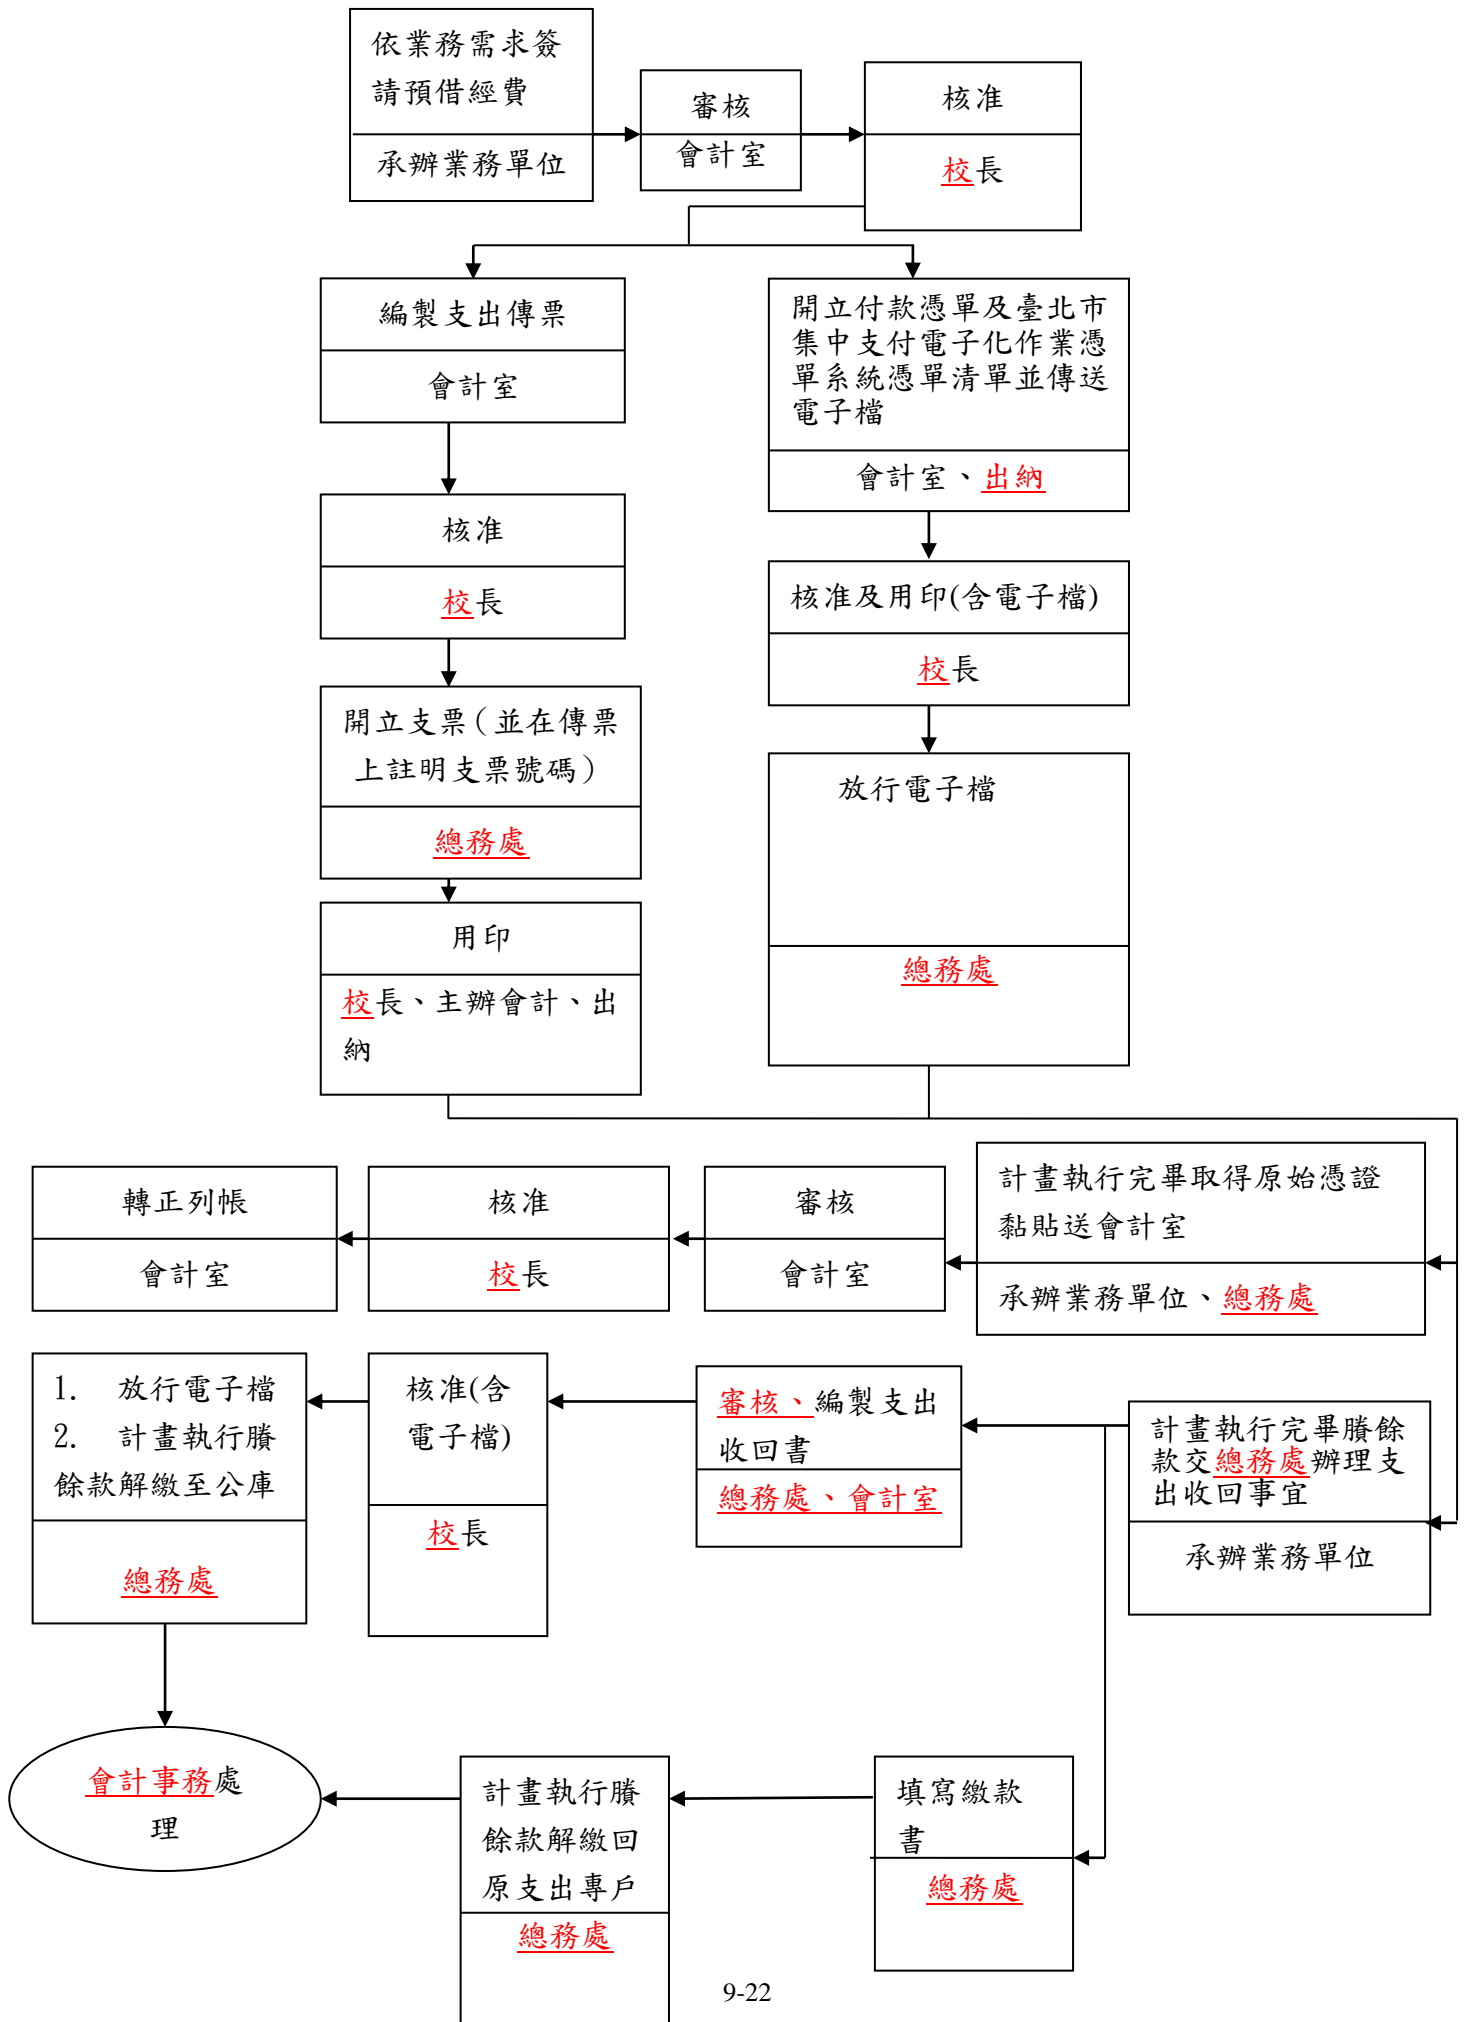 依業務需求簽
請預借經費
承辦業務單位
審核
會計室
核准
校長
編製支出傳票
會計室
核准
校長
開立支票（並在傳票
上註明支票號碼）
總務處
用印
校長、主辦會計、出
納
開立付款憑單及臺北市
集中支付電子化作業憑
單系統憑單清單並傳送
電子檔
會計室、出納
核准及用印(含電子檔)
校長
放行電子檔
總務處
計畫執行完畢取得原始憑證
黏貼送會計室
承辦業務單位、總務處
審核
會計室
核准
校長
轉正列帳
會計室
計畫執行完畢賸餘
款交總務處辦理支
出收回事宜
承辦業務單位
審核、編製支出
收回書
總務處、會計室
核准(含
電子檔)
校長
1. 放行電子檔
2. 計畫執行賸
餘款解繳至公庫
總務處
填寫繳款
書
總務處
計畫執行賸
餘款解繳回
原支出專戶
總務處
會計事務處
理
9-22